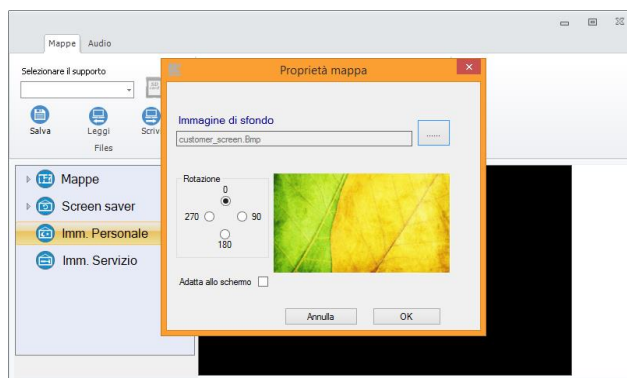 Mappe Audio
Selezionare il supporto
Salva Leggi
Files
Mappe
Screen saver
Imm. Personale
Imm. Servizio
Proprietà mappa
Immagine di sfondo
customer_screen.Bmp
......
Rotazione
0
270 90
180
Adatta allo schermo
Annulla OK